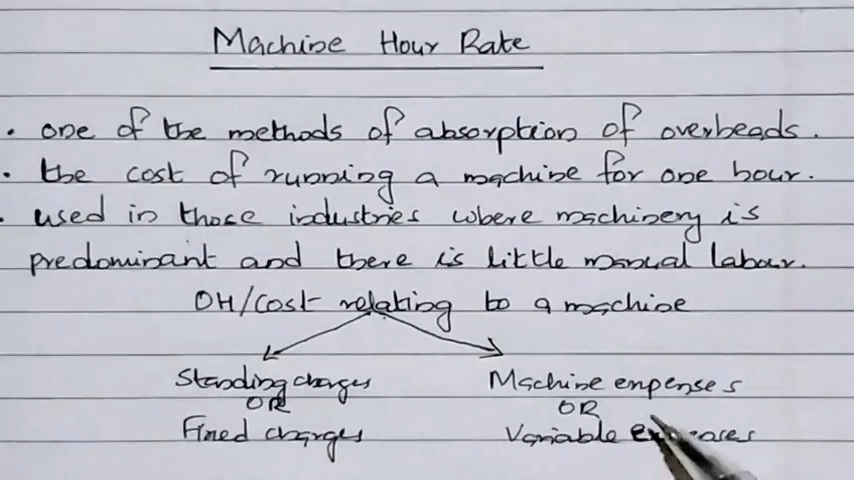 Machine Hour Rate
. one of the methods of absorption of overheads.
. the cost of running a machine for one hour.
. used in those industries where machinery is
predominant and there is little manual labour.
OH/cost relating to a machine
Standing charges Machine expenses
OR OR
Fixed charges Variable expenses